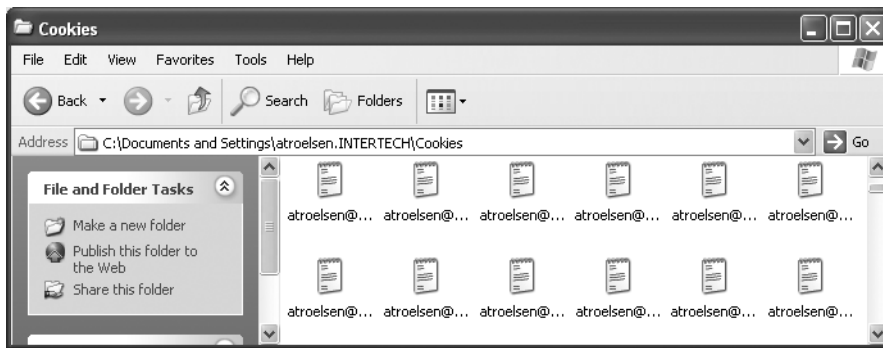 Cookies
File Edit View Favorites Tools Help
Back Search Folders
Address C:\Documents and Settings\atroelsen.INTERTECH\Cookies Go
File and Folder Tasks
Make a new folder
Publish this folder to
the Web
Share this folder
atroelsen@... atroelsen@... atroelsen@... atroelsen@... atroelsen@... atroelsen@...
atroelsen@... atroelsen@... atroelsen@... atroelsen@... atroelsen@... atroelsen@...